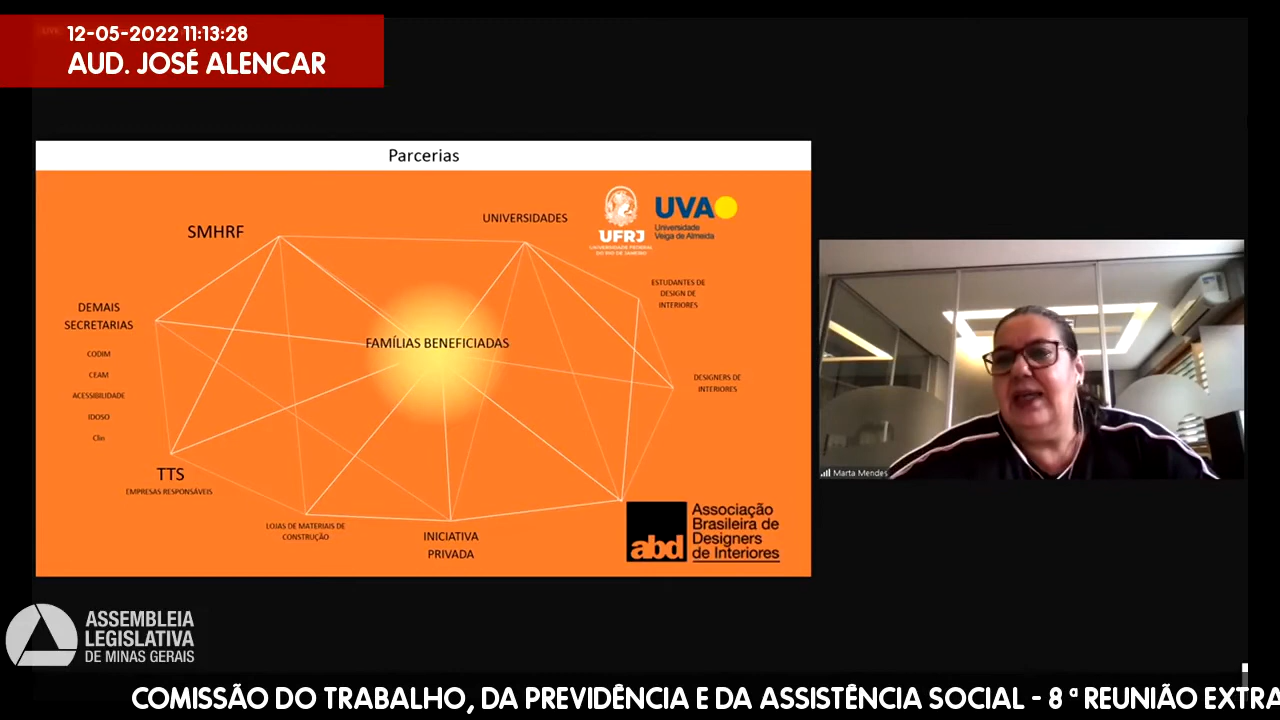 12-05-2022 11:13:28
AUD. JOSÉ ALENCAR
Parcerias
SMHRF
UNIVERSIDADES
UFRJ
UNIVERSIDADE FEDERAL
DO RIO DE JANEIRO
UVA
Universidade
Veiga de Almeida
ESTUDANTES DE
DESIGN DE
INTERIORES
DEMAIS
SECRETARIAS
CODIM
CEAM
ACESSIBILIDADE
IDOSO
Clin
FAMÍLIAS BENEFICIADAS
DESIGNERS DE
INTERIORES
TTS
EMPRESAS RESPONSÁVEIS
LOJAS DE MATERIAIS DE
CONSTRUÇÃO
INICIATIVA
PRIVADA
abd
Associação
Brasileira de
Designers
de Interiores
Marta Mendes
ASSEMBLEIA
LEGISLATIVA
DE MINAS GERAIS
COMISSÃO DO TRABALHO, DA PREVIDÊNCIA E DA ASSISTÊNCIA SOCIAL - 8 ª REUNIÃO EXTRA